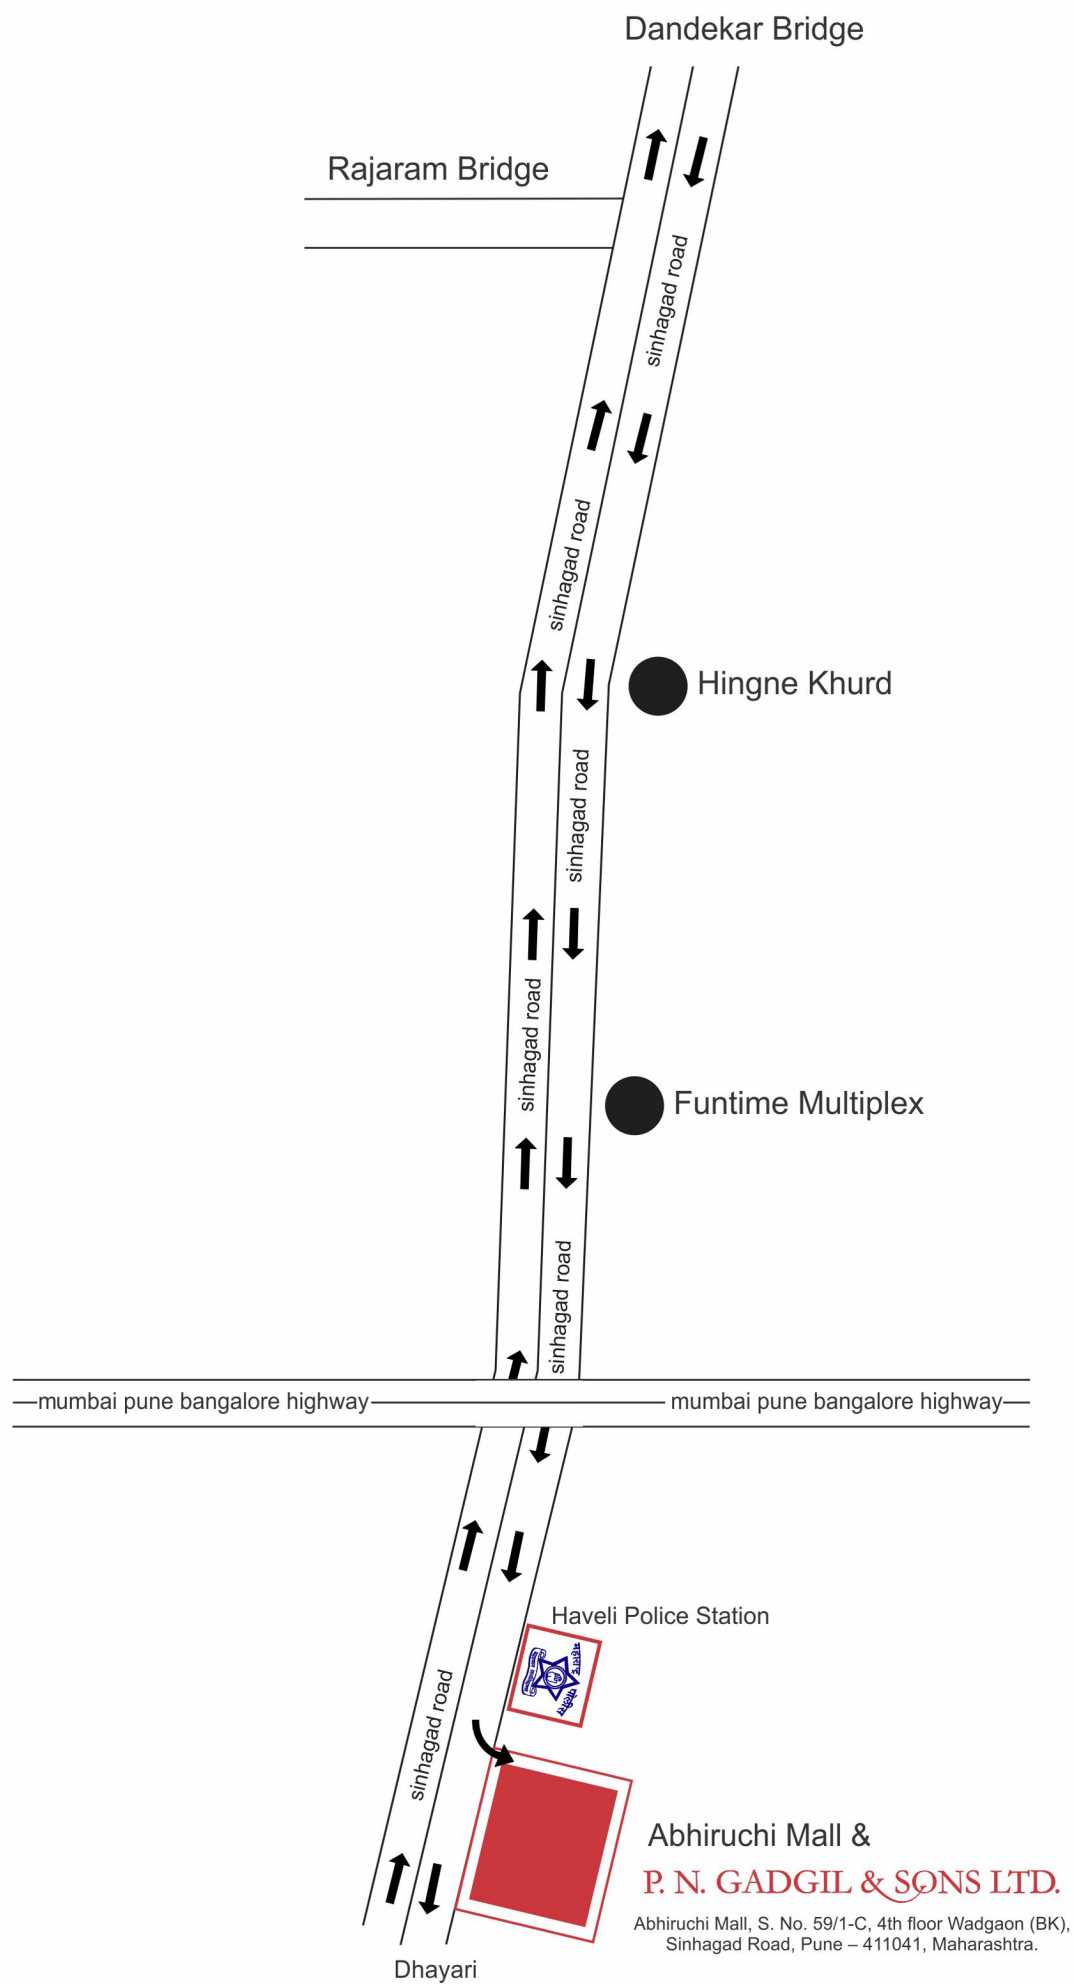 Dandekar Bridge
Rajaram Bridge
sinhagad road
sinhagad road
Hingne Khurd
sinhagad road
sinhagad road
Funtime Multiplex
sinhagad road
mumbai pune bangalore highway
mumbai pune bangalore highway
Haveli Police Station
पोलीस
sinhagad road
Abhiruchi Mall &
P. N. GADGIL & SONS LTD.
Abhiruchi Mall, S. No. 59/1-C, 4th floor Wadgaon (BK),
Sinhagad Road, Pune – 411041, Maharashtra.
Dhayari